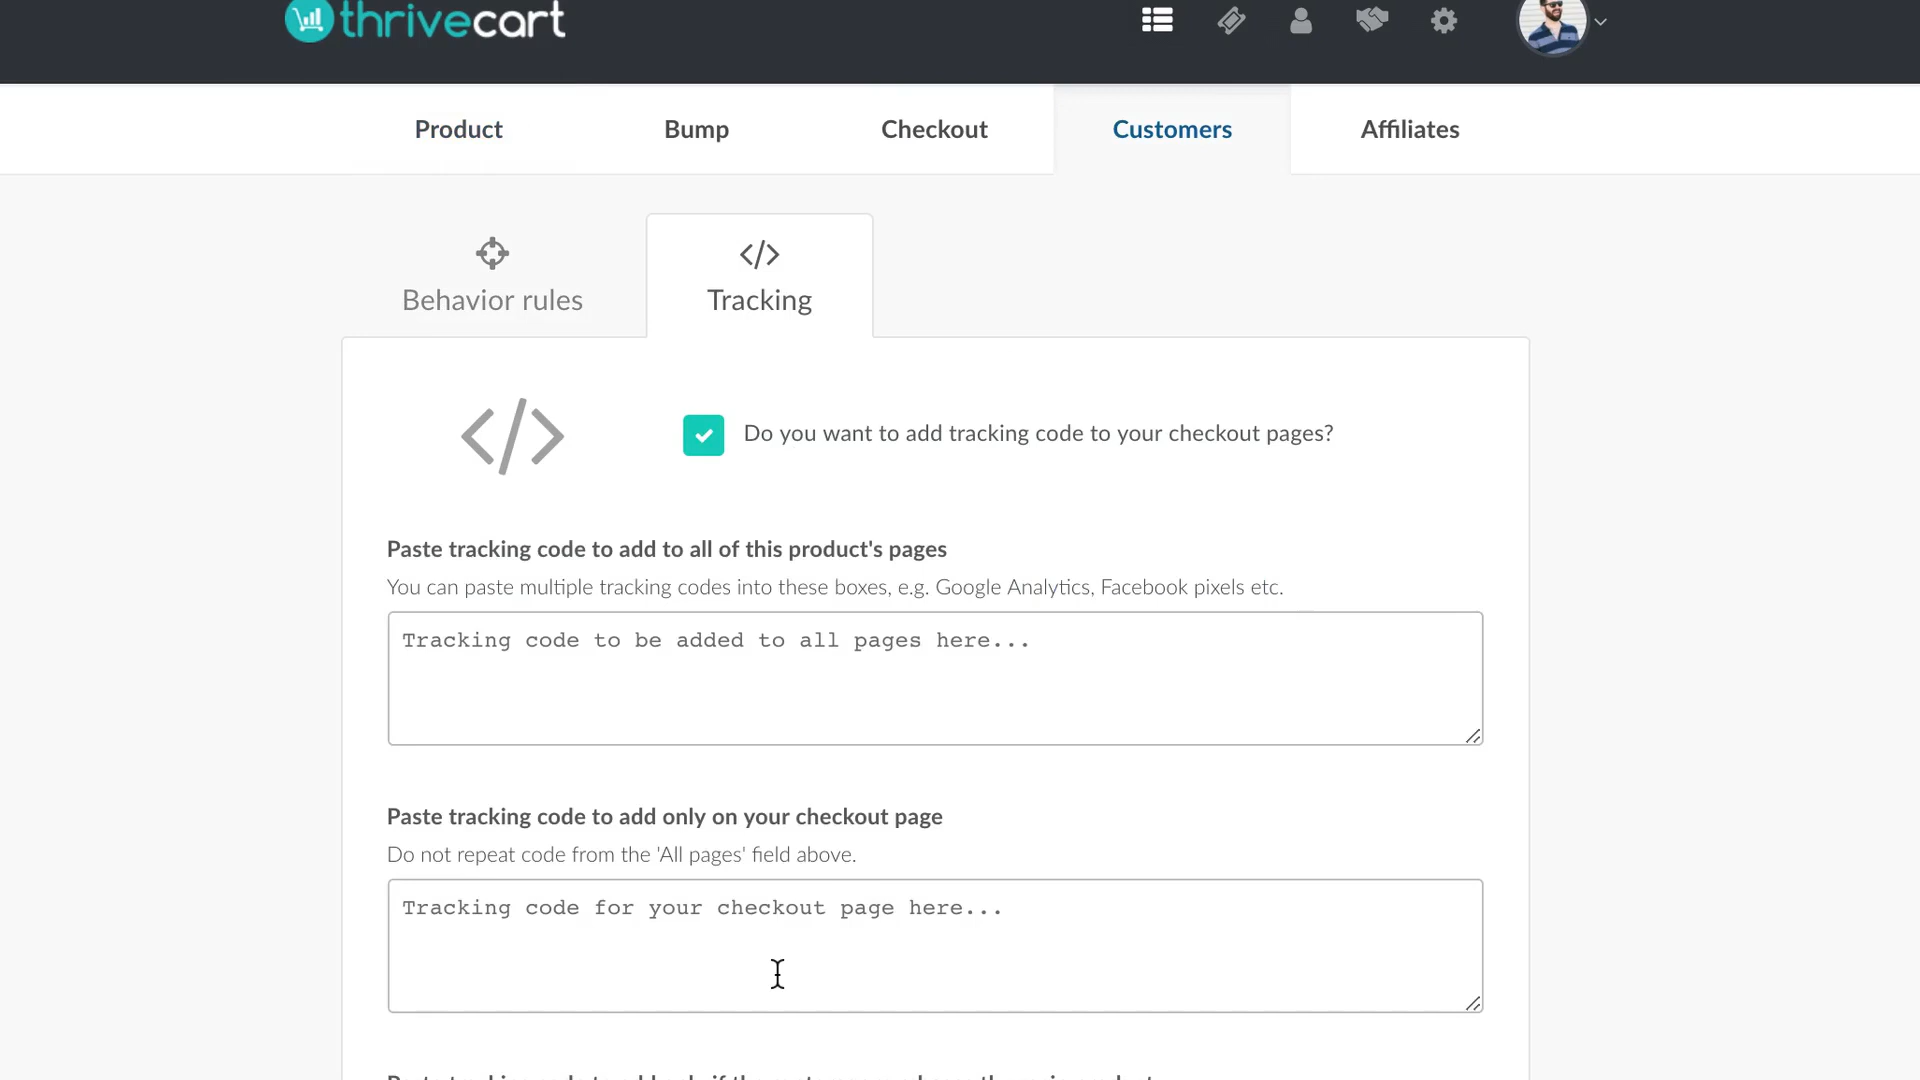 thrivecart
Product Bump Checkout Customers Affiliates
Behavior rules
</>
Tracking
</>
Do you want to add tracking code to your checkout pages?
Paste tracking code to add to all of this product's pages
You can paste multiple tracking codes into these boxes, e.g. Google Analytics, Facebook pixels etc.
Tracking code to be added to all pages here...
Paste tracking code to add only on your checkout page
Do not repeat code from the 'All pages' field above.
Tracking code for your checkout page here...